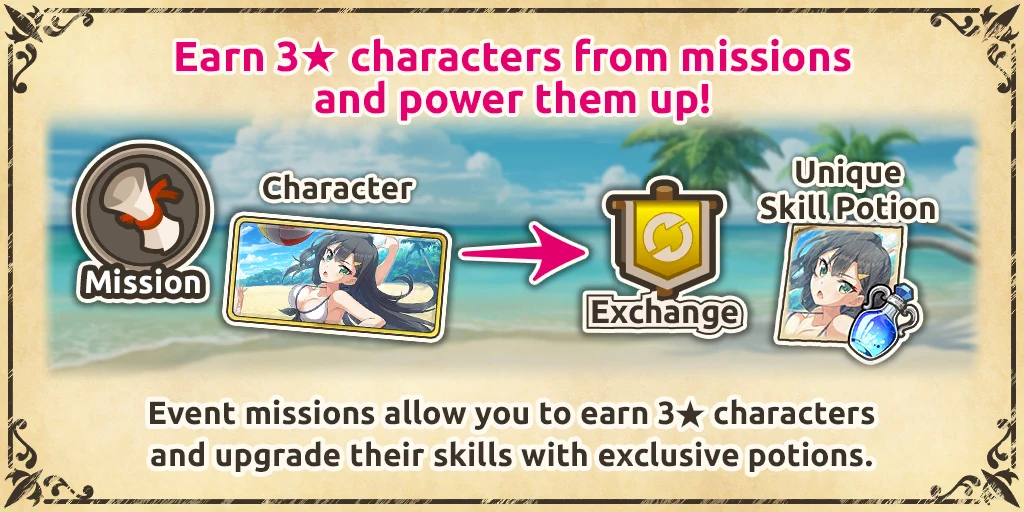 Earn 3★ characters from missions
and power them up!
Mission
Character
Exchange
Unique
Skill Potion
Event missions allow you to earn 3★ characters
and upgrade their skills with exclusive potions.